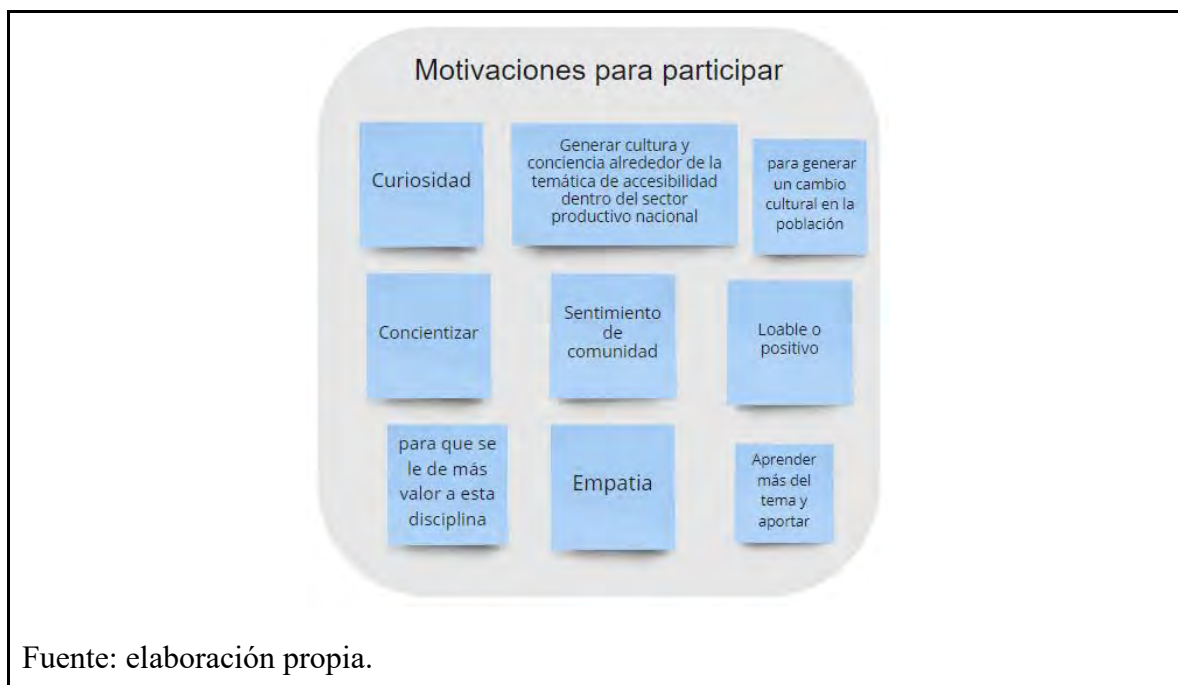 Motivaciones para participar
Curiosidad
Generar cultura y
conciencia alrededor de la
temática de accesibilidad
dentro del sector
productivo nacional
para generar
un cambio
cultural en la
población
Concientizar
Sentimiento
de
comunidad
Loable o
positivo
para que se
le de más
valor a esta
disciplina
Empatia
Aprender
más del
tema y
aportar
Fuente: elaboración propia.